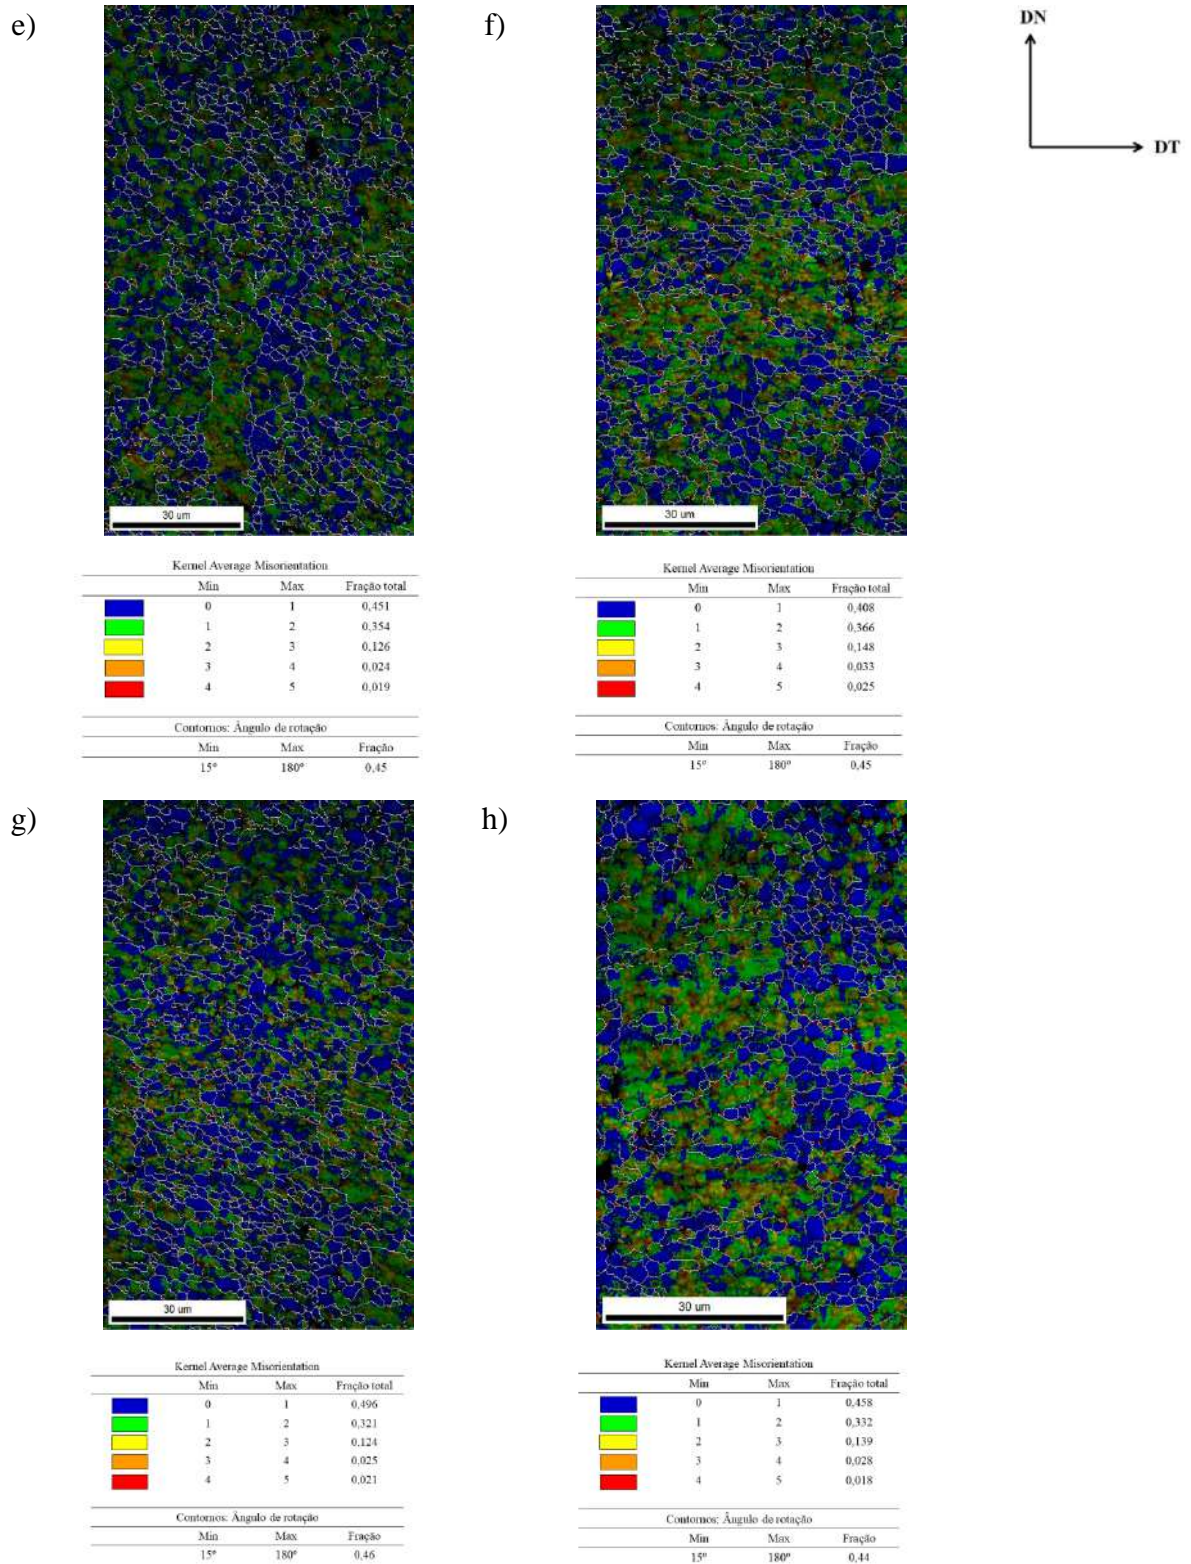 e)
f)
DN
DT
30 um
30 um
Kernel Average Misorientation
Min Max Fração total
0 1 0,451
1 2 0,354
2 3 0,126
3 4 0,024
4 5 0,019
Contornos: Ângulo de rotação
Min Max Fração
15º 180º 0,45
Kernel Average Misorientation
Min Max Fração total
0 1 0,408
1 2 0,366
2 3 0,148
3 4 0,033
4 5 0,025
Contornos: Ângulo de rotação
Min Max Fração
15º 180º 0,45
g)
h)
30 um
30 um
Kernel Average Misorientation
Min Max Fração total
0 1 0,496
1 2 0,321
2 3 0,124
3 4 0,025
4 5 0,021
Contornos: Ângulo de rotação
Min Max Fração
15º 180º 0,46
Kernel Average Misorientation
Min Max Fração total
0 1 0,458
1 2 0,332
2 3 0,139
3 4 0,028
4 5 0,018
Contornos: Ângulo de rotação
Min Max Fração
15º 180º 0,44